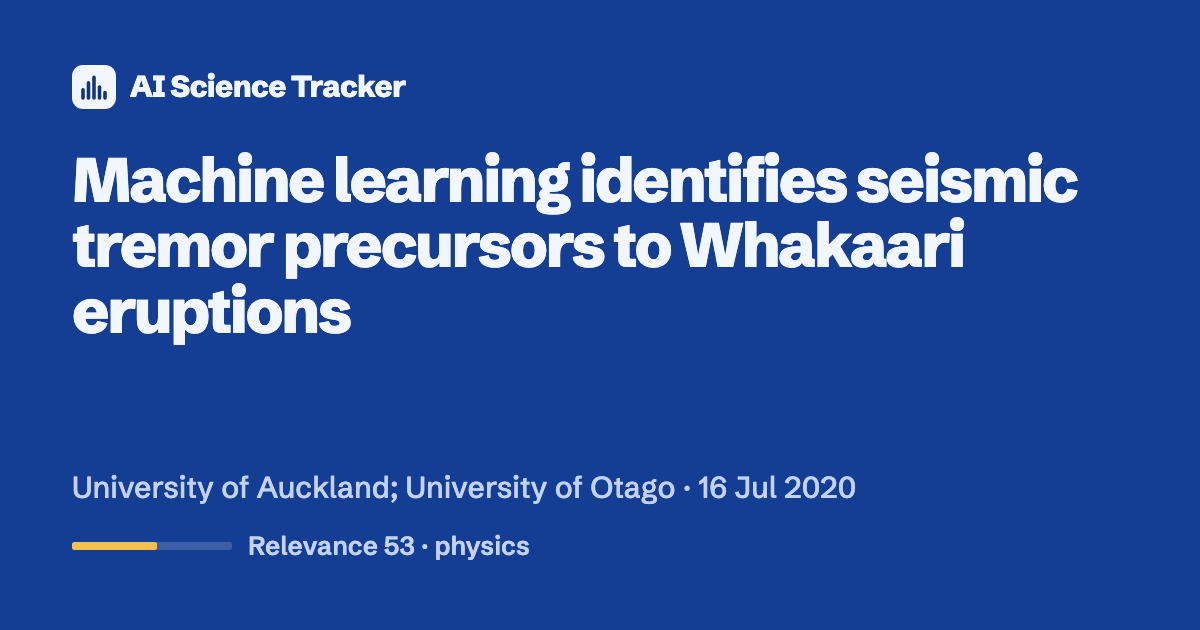 AI Science Tracker
Machine learning identifies seismic
tremor precursors to Whakaari
eruptions
University of Auckland; University of Otago · 16 Jul 2020
Relevance 53 · physics